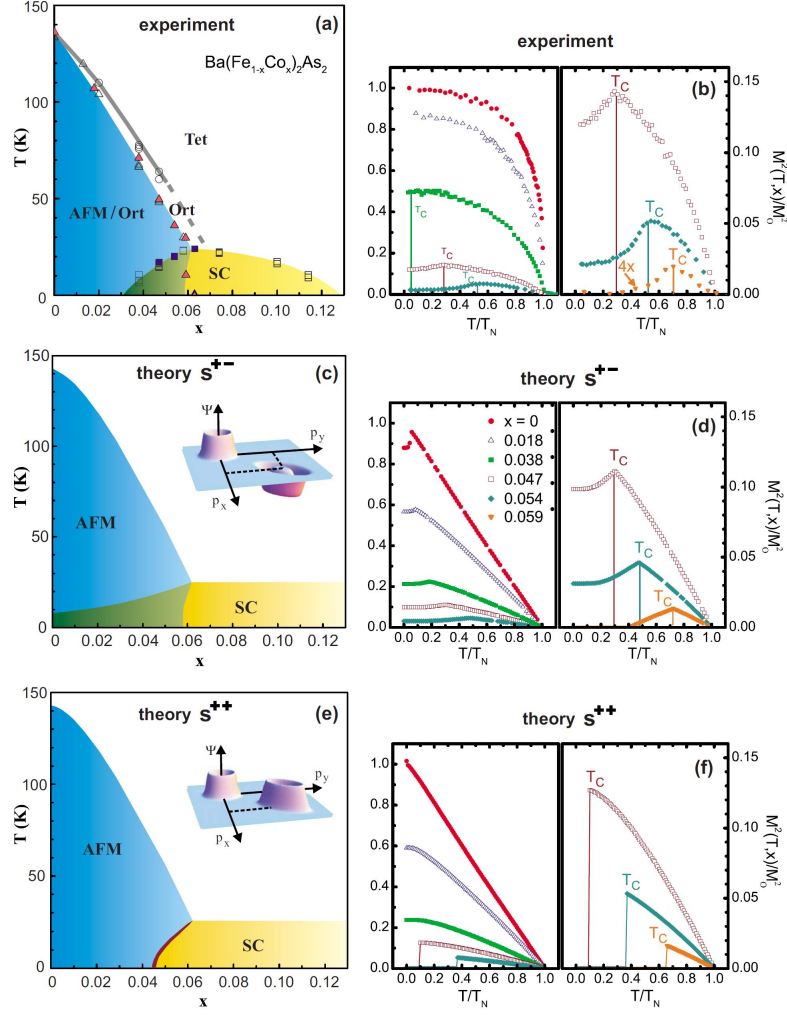 experiment
(a)
Ba(Fe1-xCox)2As2
T (K)
150
100
50
0
Tet
AFM/Ort
Ort
SC
0
0.02
0.04
0.06
0.08
0.10
0.12
x
experiment
(b)
1.0
0.8
0.6
0.4
0.2
0.0
TC
TC
TC
0.0 0.2 0.4 0.6 0.8 1.0
T/TN
TC
TC
TC
4x
0.0 0.2 0.4 0.6 0.8 1.0
T/TN
0.15
0.10
0.05
0.00
M2(T,x)/M2O
theory s+−
(c)
T (K)
150
100
50
0
Ψ
py
px
AFM
SC
0
0.02
0.04
0.06
0.08
0.10
0.12
x
theory s+−
(d)
1.0
0.8
0.6
0.4
0.2
0.0
x = 0
0.018
0.038
0.047
0.054
0.059
0.0 0.2 0.4 0.6 0.8 1.0
T/TN
TC
TC
TC
0.0 0.2 0.4 0.6 0.8 1.0
T/TN
0.15
0.10
0.05
0.00
M2(T,x)/M2O
theory s++
(e)
T (K)
150
100
50
0
Ψ
py
px
AFM
SC
0
0.02
0.04
0.06
0.08
0.10
0.12
x
theory s++
(f)
1.0
0.8
0.6
0.4
0.2
0.0
0.0 0.2 0.4 0.6 0.8 1.0
T/TN
TC
TC
TC
0.0 0.2 0.4 0.6 0.8 1.0
T/TN
0.15
0.10
0.05
0.00
M2(T,x)/M2O